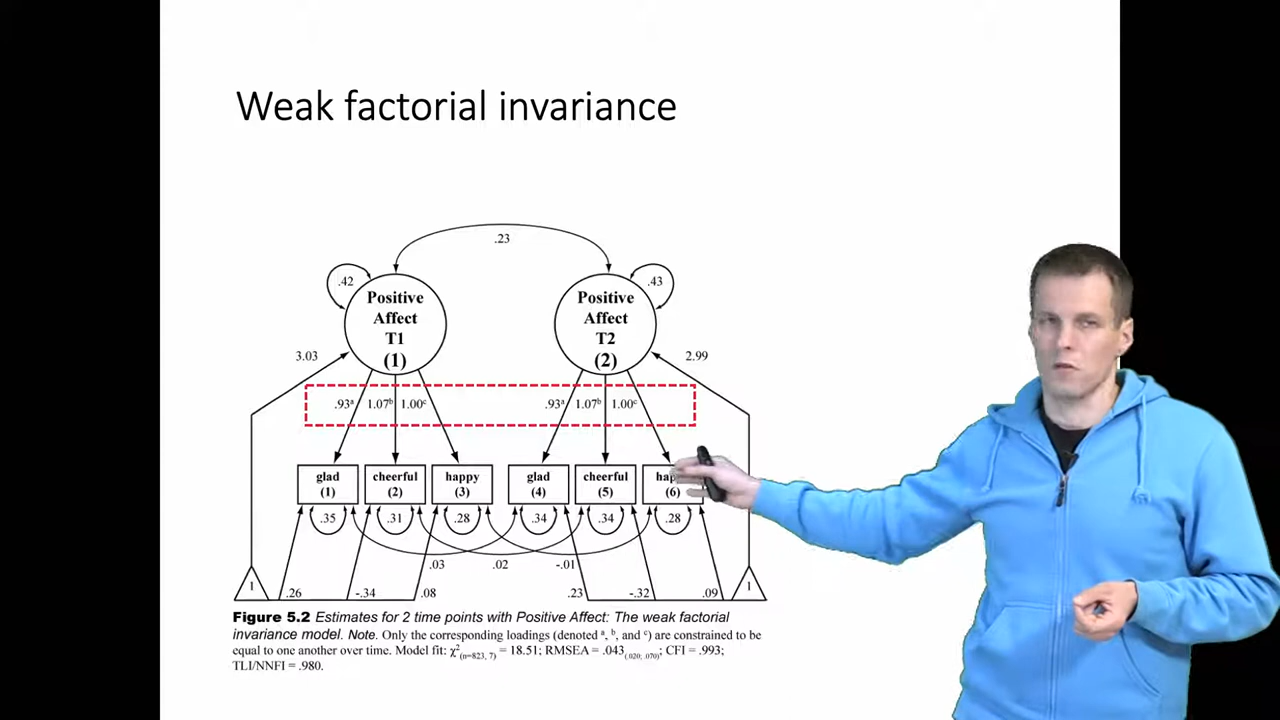 Weak factorial invariance
.23
.42
.43
Positive
Affect
T1
(1)
Positive
Affect
T2
(2)
3.03
2.99
.93ᵃ 1.07ᵇ 1.00ᶜ
.93ᵃ 1.07ᵇ 1.00ᶜ
glad
(1)
cheerful
(2)
happy
(3)
glad
(4)
cheerful
(5)
(6)
.35
.31
.28
.34
.34
.28
.03
.02
-.01
1
.26
-.34
.08
.23
-.32
.09
1
Figure 5.2 Estimates for 2 time points with Positive Affect: The weak factorial
invariance model. Note. Only the corresponding loadings (denoted ᵃ, ᵇ, and ᶜ) are constrained to be
equal to one another over time. Model fit: χ²(n=823, 7) = 18.51; RMSEA = .043(.020; .070); CFI = .993;
TLI/NNFI = .980.